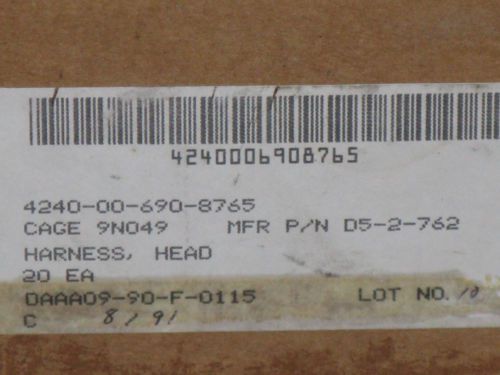 4240006908765
4240-00-690-8765
CAGE 9N049 MFR P/N D5-2-762
HARNESS, HEAD
20 EA
DAAA09-90-F-0115 LOT NO. 10
C 8/91